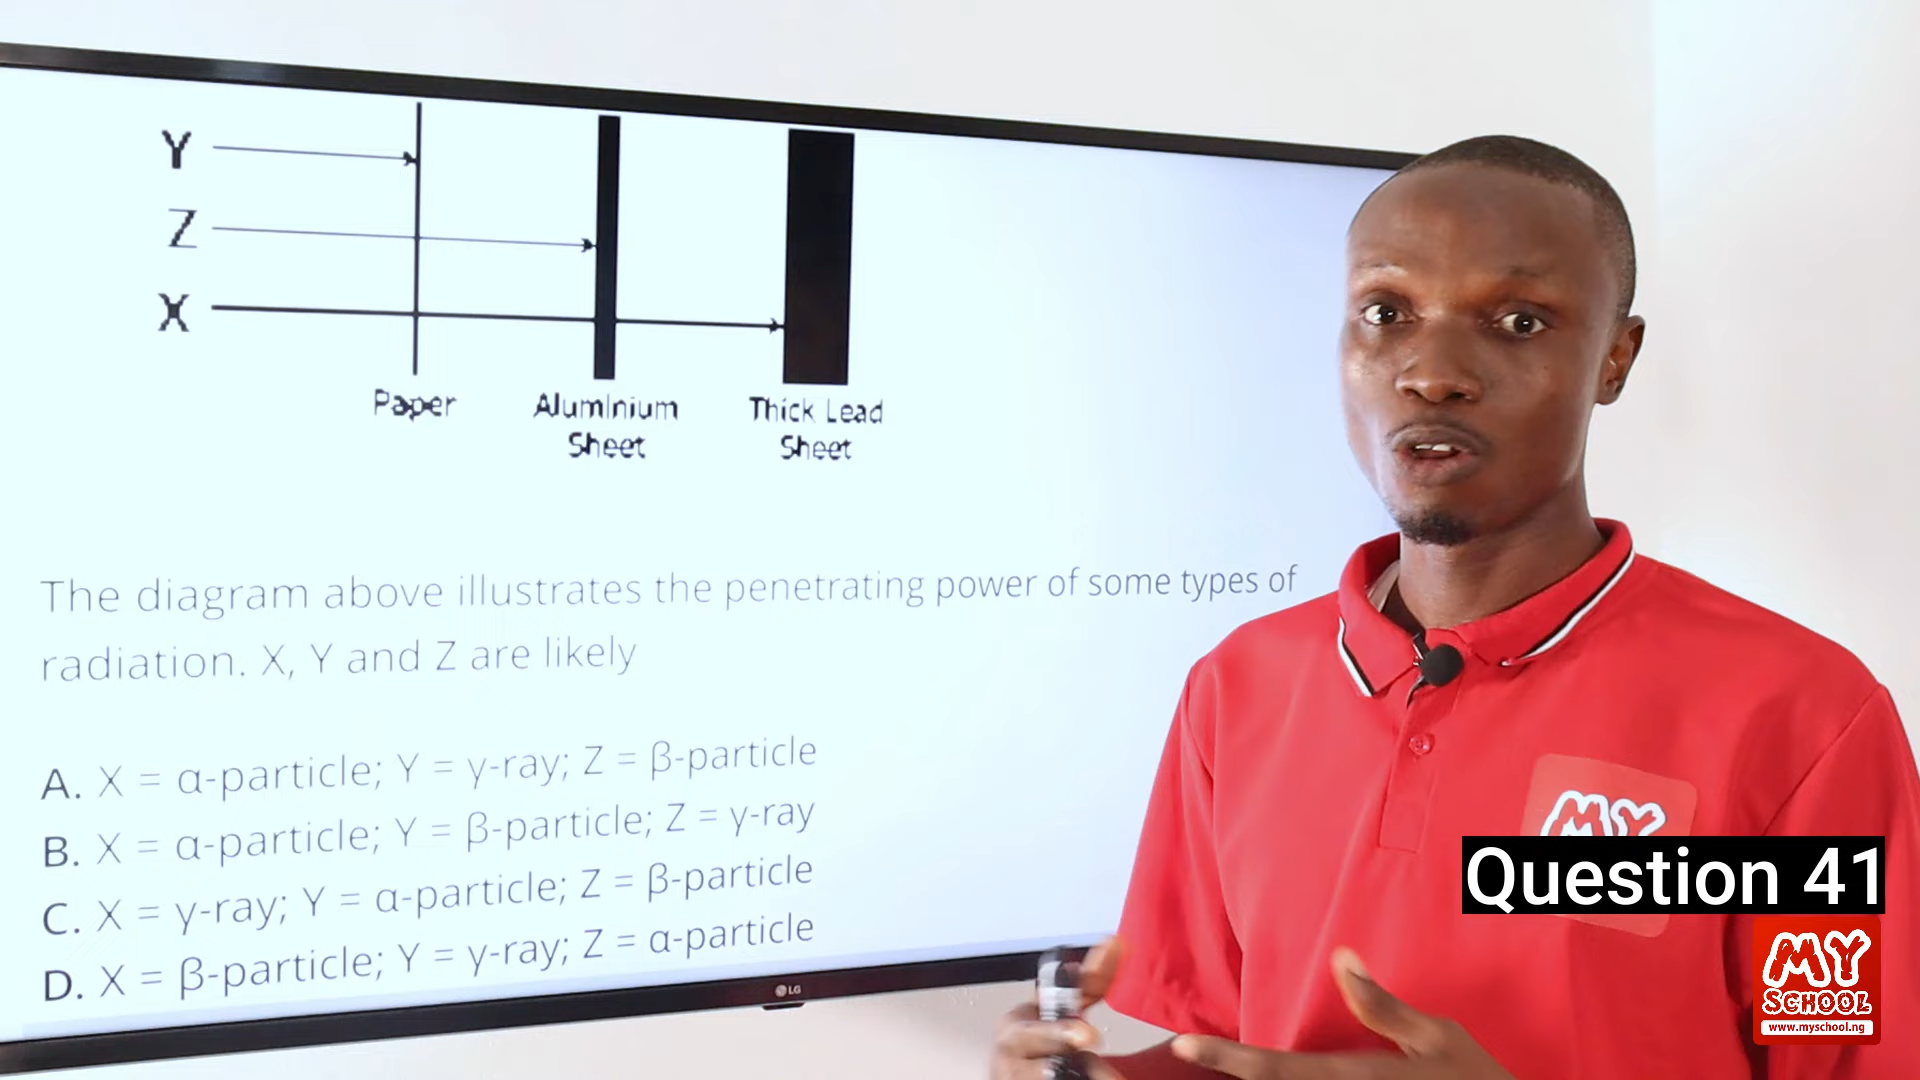 Y
Z
X
Paper
Aluminium
Sheet
Thick Lead
Sheet
The diagram above illustrates the penetrating power of some types of
radiation. X, Y and Z are likely
A. X = α-particle; Y = γ-ray; Z = β-particle
B. X = α-particle; Y = β-particle; Z = γ-ray
C. X = γ-ray; Y = α-particle; Z = β-particle
D. X = β-particle; Y = γ-ray; Z = α-particle
LG
MY
Question 41
MY
SCHOOL
www.myschool.ng